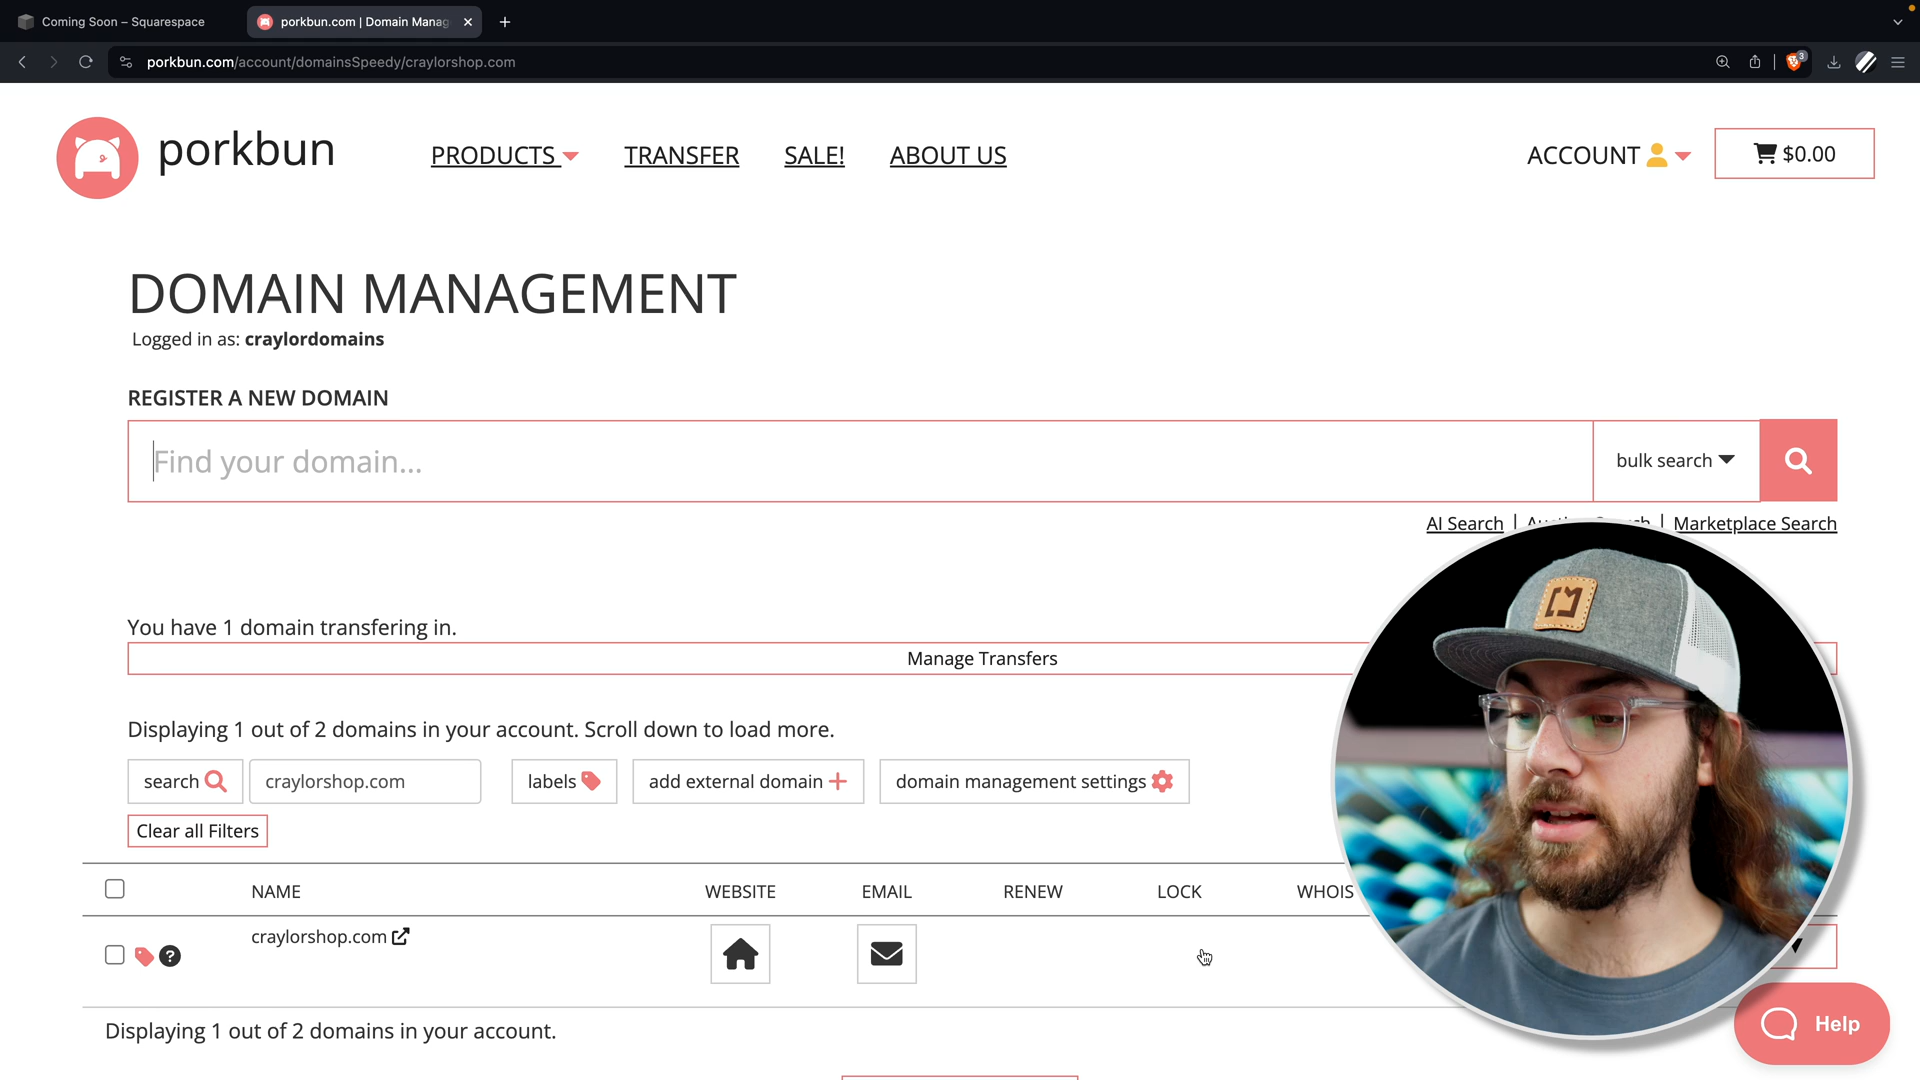 Coming Soon – Squarespace
porkbun.com | Domain Manag
porkbun.com/account/domainsSpeedy/craylorshop.com
3
porkbun
PRODUCTS
TRANSFER
SALE!
ABOUT US
ACCOUNT
$0.00
DOMAIN MANAGEMENT
Logged in as: craylordomains
REGISTER A NEW DOMAIN
Find your domain...
bulk search
AI Search | | Marketplace Search
You have 1 domain transfering in.
Manage Transfers
Displaying 1 out of 2 domains in your account. Scroll down to load more.
search
craylorshop.com
labels
add external domain
domain management settings
Clear all Filters
NAME WEBSITE EMAIL RENEW LOCK WHOIS
craylorshop.com
Displaying 1 out of 2 domains in your account.
Help